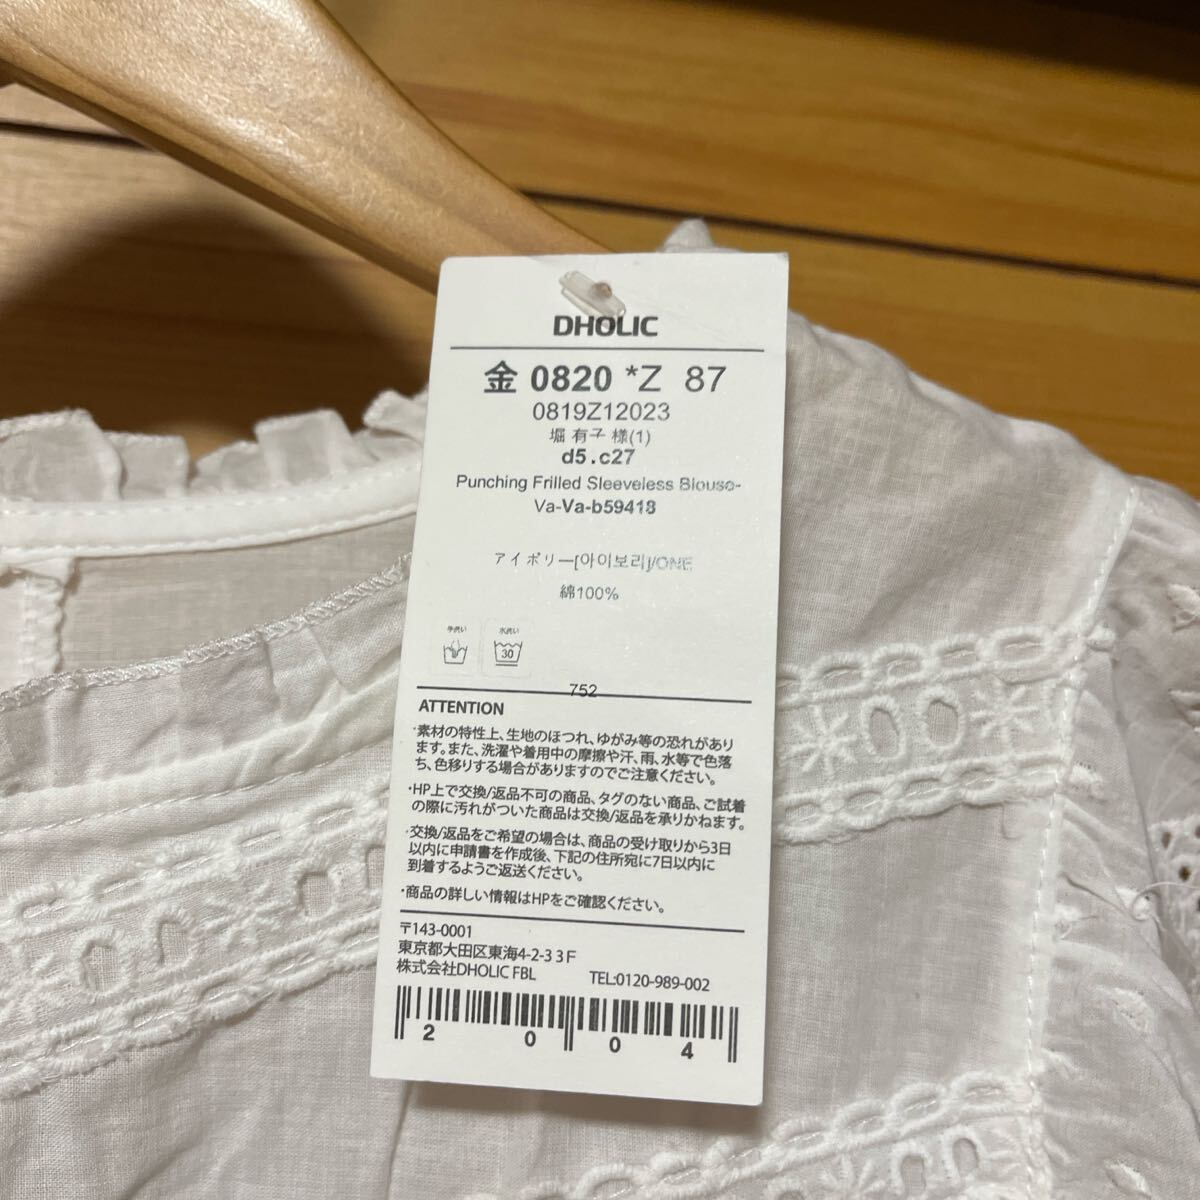 DHOLIC
金 0820 *Z 87
0819Z12023
堀 有子 様(1)
d5.c27
Punching Frilled Sleeveless Blouse-
Va-Va-b59418
アイボリー[아이보리]/ONE
綿100%
手洗い 水洗い
30
752
ATTENTION
・素材の特性上、生地のほつれ、ゆがみ等の恐れがあり
ます。また、洗濯や着用中の摩擦や汗、雨、水等で色落
ち、色移りする場合がありますのでご注意ください。
・HP上で交換/返品不可の商品、タグのない商品、ご試着
の際に汚れがついた商品は交換/返品を承りかねます。
・交換/返品をご希望の場合は、商品の受け取りから3日
以内に申請書を作成後、下記の住所宛に7日以内に
到着するようご返送ください。
・商品の詳しい情報はHPをご確認ください。
〒143-0001
東京都大田区東海4-2-3 3F
株式会社DHOLIC FBL TEL:0120-989-002
2 0 0 4